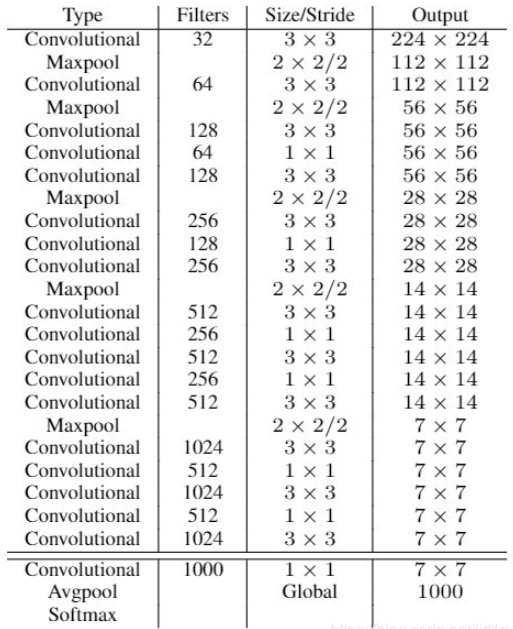 Type Filters Size/Stride Output
Convolutional 32 3 × 3 224 × 224
Maxpool 2 × 2/2 112 × 112
Convolutional 64 3 × 3 112 × 112
Maxpool 2 × 2/2 56 × 56
Convolutional 128 3 × 3 56 × 56
Convolutional 64 1 × 1 56 × 56
Convolutional 128 3 × 3 56 × 56
Maxpool 2 × 2/2 28 × 28
Convolutional 256 3 × 3 28 × 28
Convolutional 128 1 × 1 28 × 28
Convolutional 256 3 × 3 28 × 28
Maxpool 2 × 2/2 14 × 14
Convolutional 512 3 × 3 14 × 14
Convolutional 256 1 × 1 14 × 14
Convolutional 512 3 × 3 14 × 14
Convolutional 256 1 × 1 14 × 14
Convolutional 512 3 × 3 14 × 14
Maxpool 2 × 2/2 7 × 7
Convolutional 1024 3 × 3 7 × 7
Convolutional 512 1 × 1 7 × 7
Convolutional 1024 3 × 3 7 × 7
Convolutional 512 1 × 1 7 × 7
Convolutional 1024 3 × 3 7 × 7
Convolutional 1000 1 × 1 7 × 7
Avgpool Global 1000
Softmax